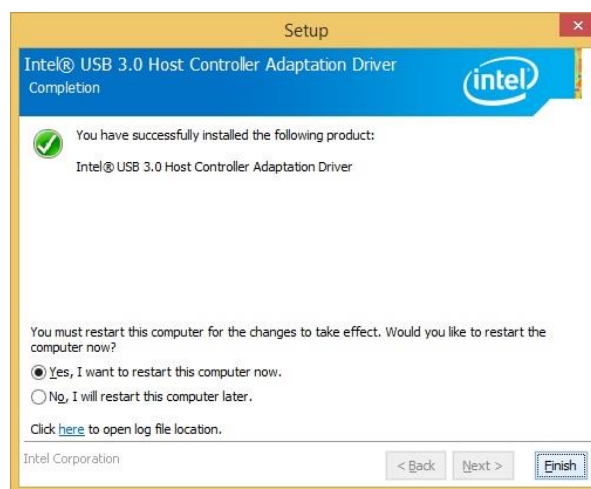 Setup
Intel® USB 3.0 Host Controller Adaptation Driver
Completion
intel
You have successfully installed the following product:
Intel® USB 3.0 Host Controller Adaptation Driver
You must restart this computer for the changes to take effect. Would you like to restart the
computer now?
Yes, I want to restart this computer now.
No, I will restart this computer later.
Click here to open log file location.
Intel Corporation
< Back Next > Finish